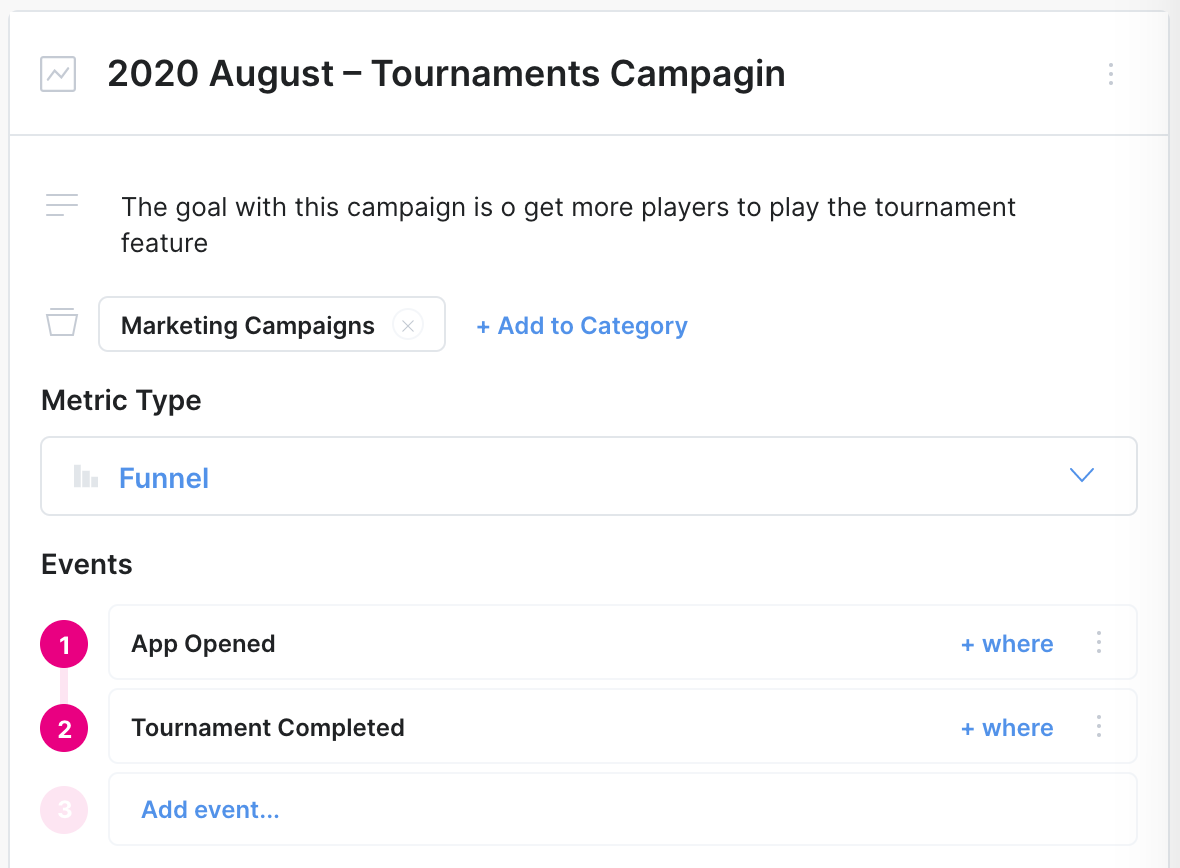 2020 August – Tournaments Campagin
The goal with this campaign is o get more players to play the tournament
feature
Marketing Campaigns
+ Add to Category
Metric Type
Funnel
Events
1
App Opened
+ where
2
Tournament Completed
+ where
3
Add event...